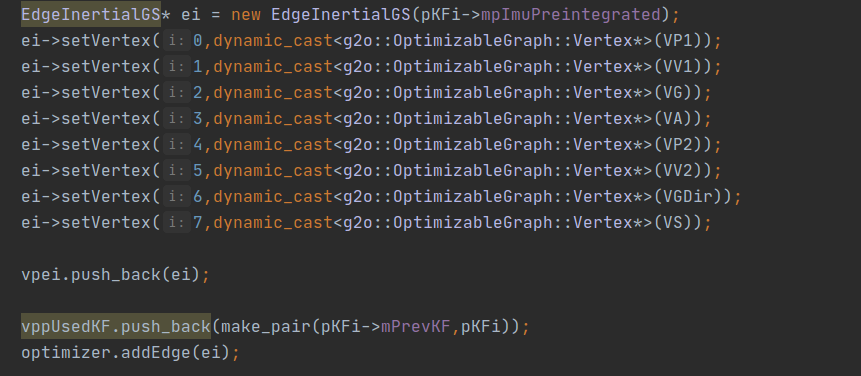 EdgeInertialGS* ei = new EdgeInertialGS(pKFi->mpImuPreintegrated);
ei->setVertex( i: 0,dynamic_cast<g2o::OptimizableGraph::Vertex*>(VP1));
ei->setVertex( i: 1,dynamic_cast<g2o::OptimizableGraph::Vertex*>(VV1));
ei->setVertex( i: 2,dynamic_cast<g2o::OptimizableGraph::Vertex*>(VG));
ei->setVertex( i: 3,dynamic_cast<g2o::OptimizableGraph::Vertex*>(VA));
ei->setVertex( i: 4,dynamic_cast<g2o::OptimizableGraph::Vertex*>(VP2));
ei->setVertex( i: 5,dynamic_cast<g2o::OptimizableGraph::Vertex*>(VV2));
ei->setVertex( i: 6,dynamic_cast<g2o::OptimizableGraph::Vertex*>(VGDir));
ei->setVertex( i: 7,dynamic_cast<g2o::OptimizableGraph::Vertex*>(VS));
vpei.push_back(ei);
vppUsedKF.push_back(make_pair(pKFi->mPrevKF,pKFi));
optimizer.addEdge(ei);